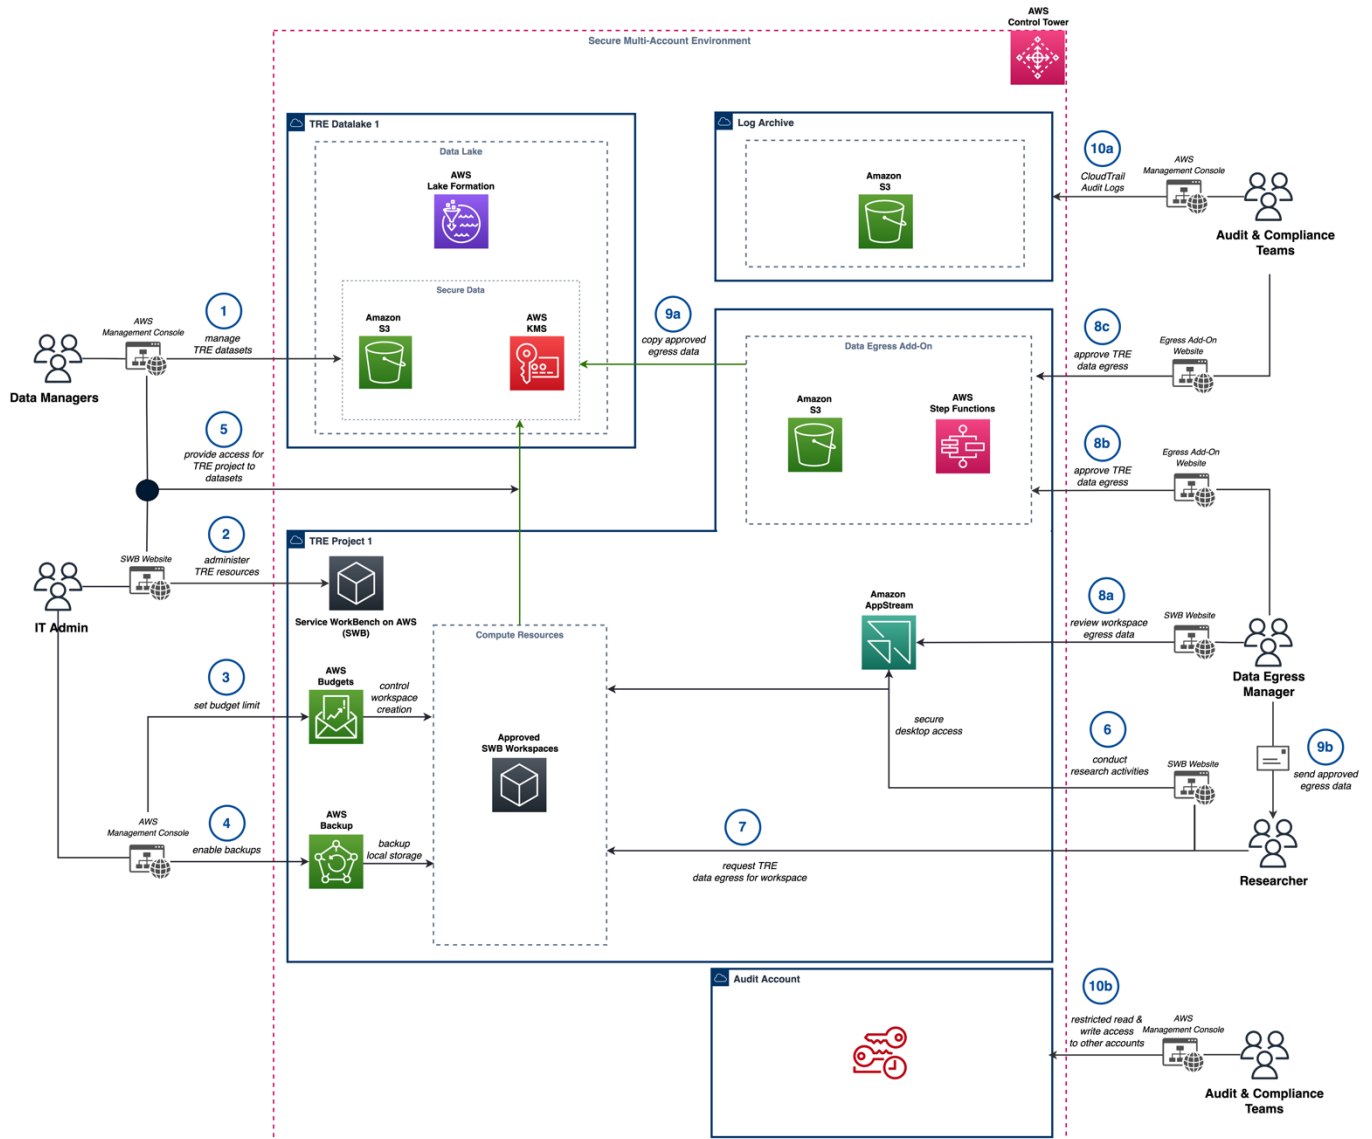 AWS
Control Tower
Secure Multi-Account Environment
TRE Datalake 1
Data Lake
AWS
Lake Formation
Secure Data
Amazon
S3
AWS
KMS
Log Archive
Amazon
S3
10a
CloudTrail
Audit Logs
AWS
Management Console
Audit & Compliance
Teams
1
manage
TRE datasets
AWS
Management Console
Data Managers
9a
copy approved
egress data
Data Egress Add-On
Amazon
S3
AWS
Step Functions
8c
approve TRE
data egress
Egress Add-On
Website
5
provide access for
TRE project to
datasets
8b
approve TRE
data egress
Egress Add-On
Website
2
administer
TRE resources
SWB Website
IT Admin
TRE Project 1
Service WorkBench on AWS
(SWB)
Compute Resources
Amazon
AppStream
8a
review workspace
egress data
SWB Website
Data Egress
Manager
3
set budget limit
AWS
Budgets
control
workspace
creation
Approved
SWB Workspaces
secure
desktop access
6
conduct
research activities
SWB Website
9b
send approved
egress data
4
enable backups
AWS
Management Console
AWS
Backup
backup
local storage
7
request TRE
data egress for workspace
Researcher
Audit Account
10b
restricted read &
write access
to other accounts
AWS
Management Console
Audit & Compliance
Teams